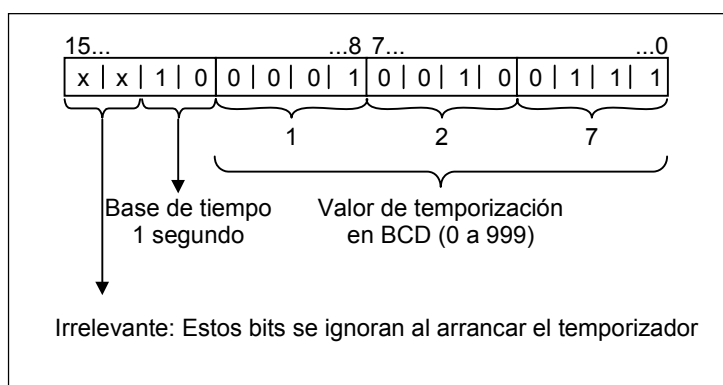 15... ...8 7... ...0
x | x | 1 | 0 | 0 | 0 | 0 | 1 | 0 | 0 | 1 | 0 | 0 | 1 | 1 | 1
1 2 7
Base de tiempo
1 segundo
Valor de temporización
en BCD (0 a 999)
Irrelevante: Estos bits se ignoran al arrancar el temporizador